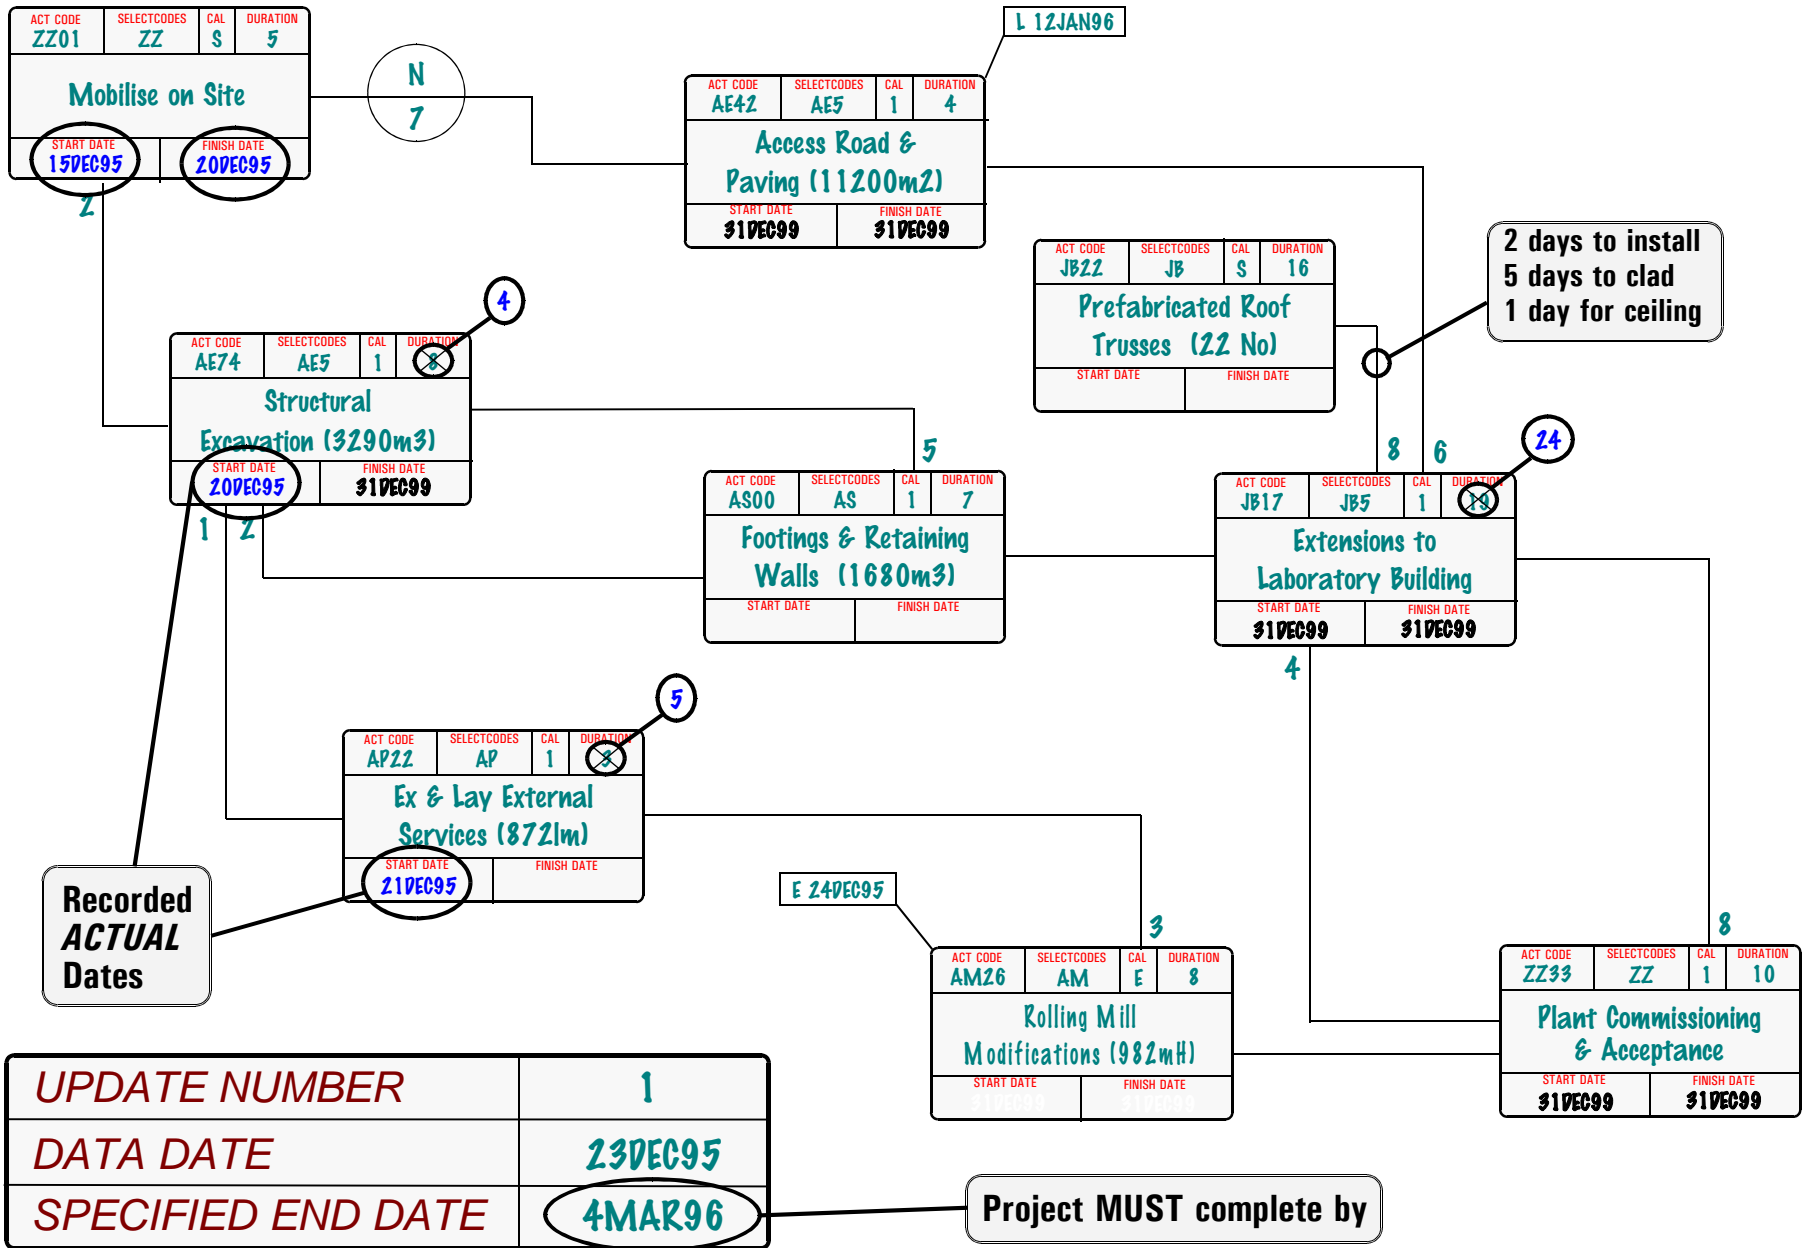 ACT CODE SELECTCODES CAL DURATION
ZZ01 ZZ S 5
Mobilise on Site
START DATE FINISH DATE
15DEC95 20DEC95
2
N
7
L 12JAN96
ACT CODE SELECTCODES CAL DURATION
AE42 AE5 1 4
Access Road &
Paving (11200m2)
START DATE FINISH DATE
31DEC99 31DEC99
ACT CODE SELECTCODES CAL DURATION
JB22 JB S 16
Prefabricated Roof
Trusses (22 No)
START DATE FINISH DATE
2 days to install
5 days to clad
1 day for ceiling
4
ACT CODE SELECTCODES CAL DURATION
AE74 AE5 1 8
Structural
Excavation (3290m3)
START DATE FINISH DATE
20DEC95 31DEC99
1 2
5
ACT CODE SELECTCODES CAL DURATION
AS00 AS 1 7
Footings & Retaining
Walls (1680m3)
START DATE FINISH DATE
8 6
24
ACT CODE SELECTCODES CAL DURATION
JB17 JB5 1 19
Extensions to
Laboratory Building
START DATE FINISH DATE
31DEC99 31DEC99
4
5
ACT CODE SELECTCODES CAL DURATION
AP22 AP 1 3
Ex & Lay External
Services (872lm)
START DATE FINISH DATE
21DEC95
Recorded
ACTUAL
Dates
E 24DEC95
3
ACT CODE SELECTCODES CAL DURATION
AM26 AM E 8
Rolling Mill
Modifications (982mH)
START DATE FINISH DATE
31DEC99 31DEC99
8
ACT CODE SELECTCODES CAL DURATION
ZZ33 ZZ 1 10
Plant Commissioning
& Acceptance
START DATE FINISH DATE
31DEC99 31DEC99
UPDATE NUMBER 1
DATA DATE 23DEC95
SPECIFIED END DATE 4MAR96
Project MUST complete by